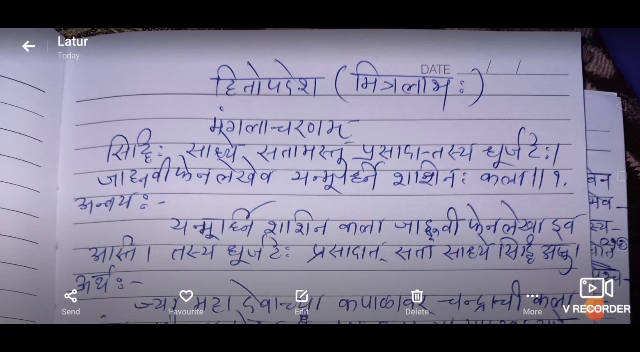 Latur
Today
DATE / /
हितोपदेश ( मित्रलाभः )
मंगलाचरणम्
सिद्धिः साध्ये सतामस्तु प्रसादात्तस्य धूर्जटेः।
जाह्नवीफेनलेखेव यन्मूर्ध्नि शशिनः कला।। १.
अन्वयः -
यन्मूर्ध्नि शशिन कला जाह्नवी फेनलेखा इव
अस्ति। तस्य धूर्जटेः प्रसादात् सतां साध्ये सिद्धि अस्तु।
अर्थः -
ज्या महादेवाच्या कपाळावर चन्द्राची कला
Send
Favourite
Edit
Delete
More
V RECORDER